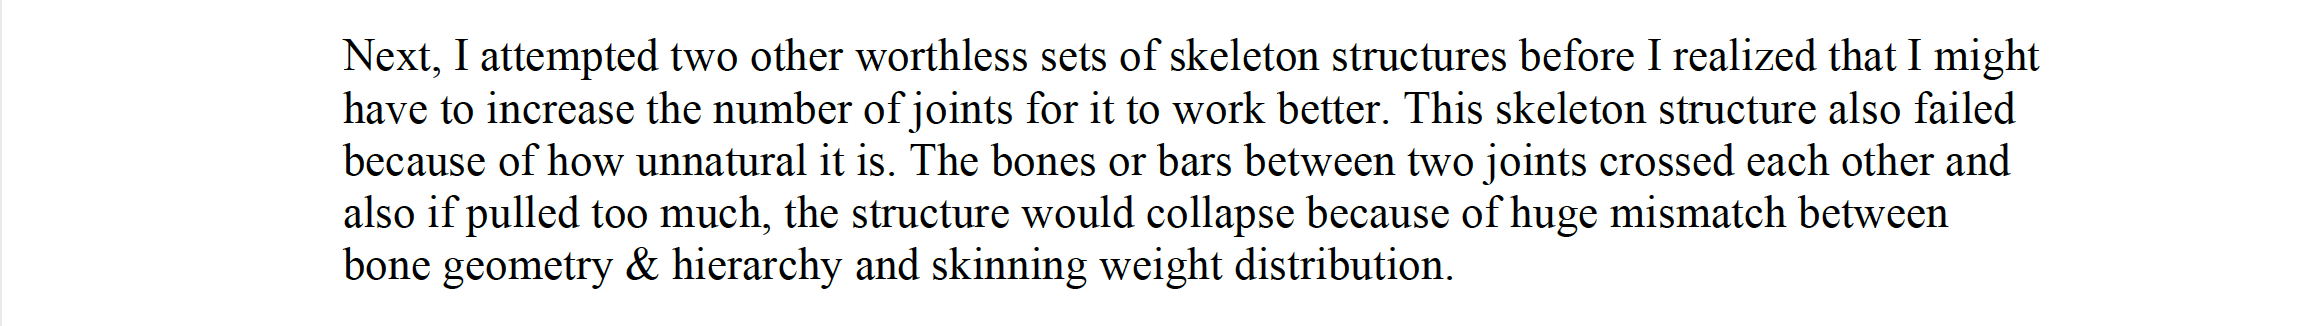 Next, I attempted two other worthless sets of skeleton structures before I realized that I might
have to increase the number of joints for it to work better. This skeleton structure also failed
because of how unnatural it is. The bones or bars between two joints crossed each other and
also if pulled too much, the structure would collapse because of huge mismatch between
bone geometry & hierarchy and skinning weight distribution.